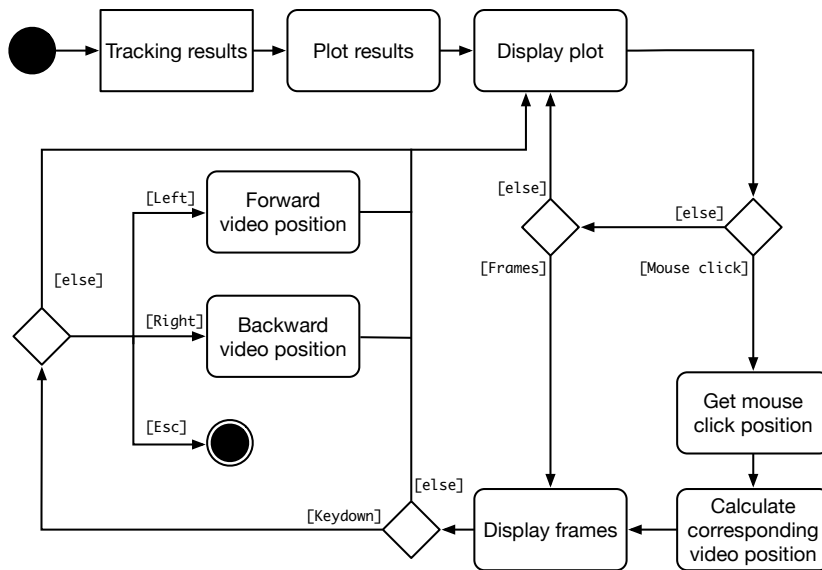 Tracking results
Plot results
Display plot
[Left]
Forward
video position
[else]
[else]
[Frames]
[Mouse click]
[else]
[Right]
Backward
video position
Get mouse
click position
[Esc]
[else]
[Keydown]
Display frames
Calculate
corresponding
video position